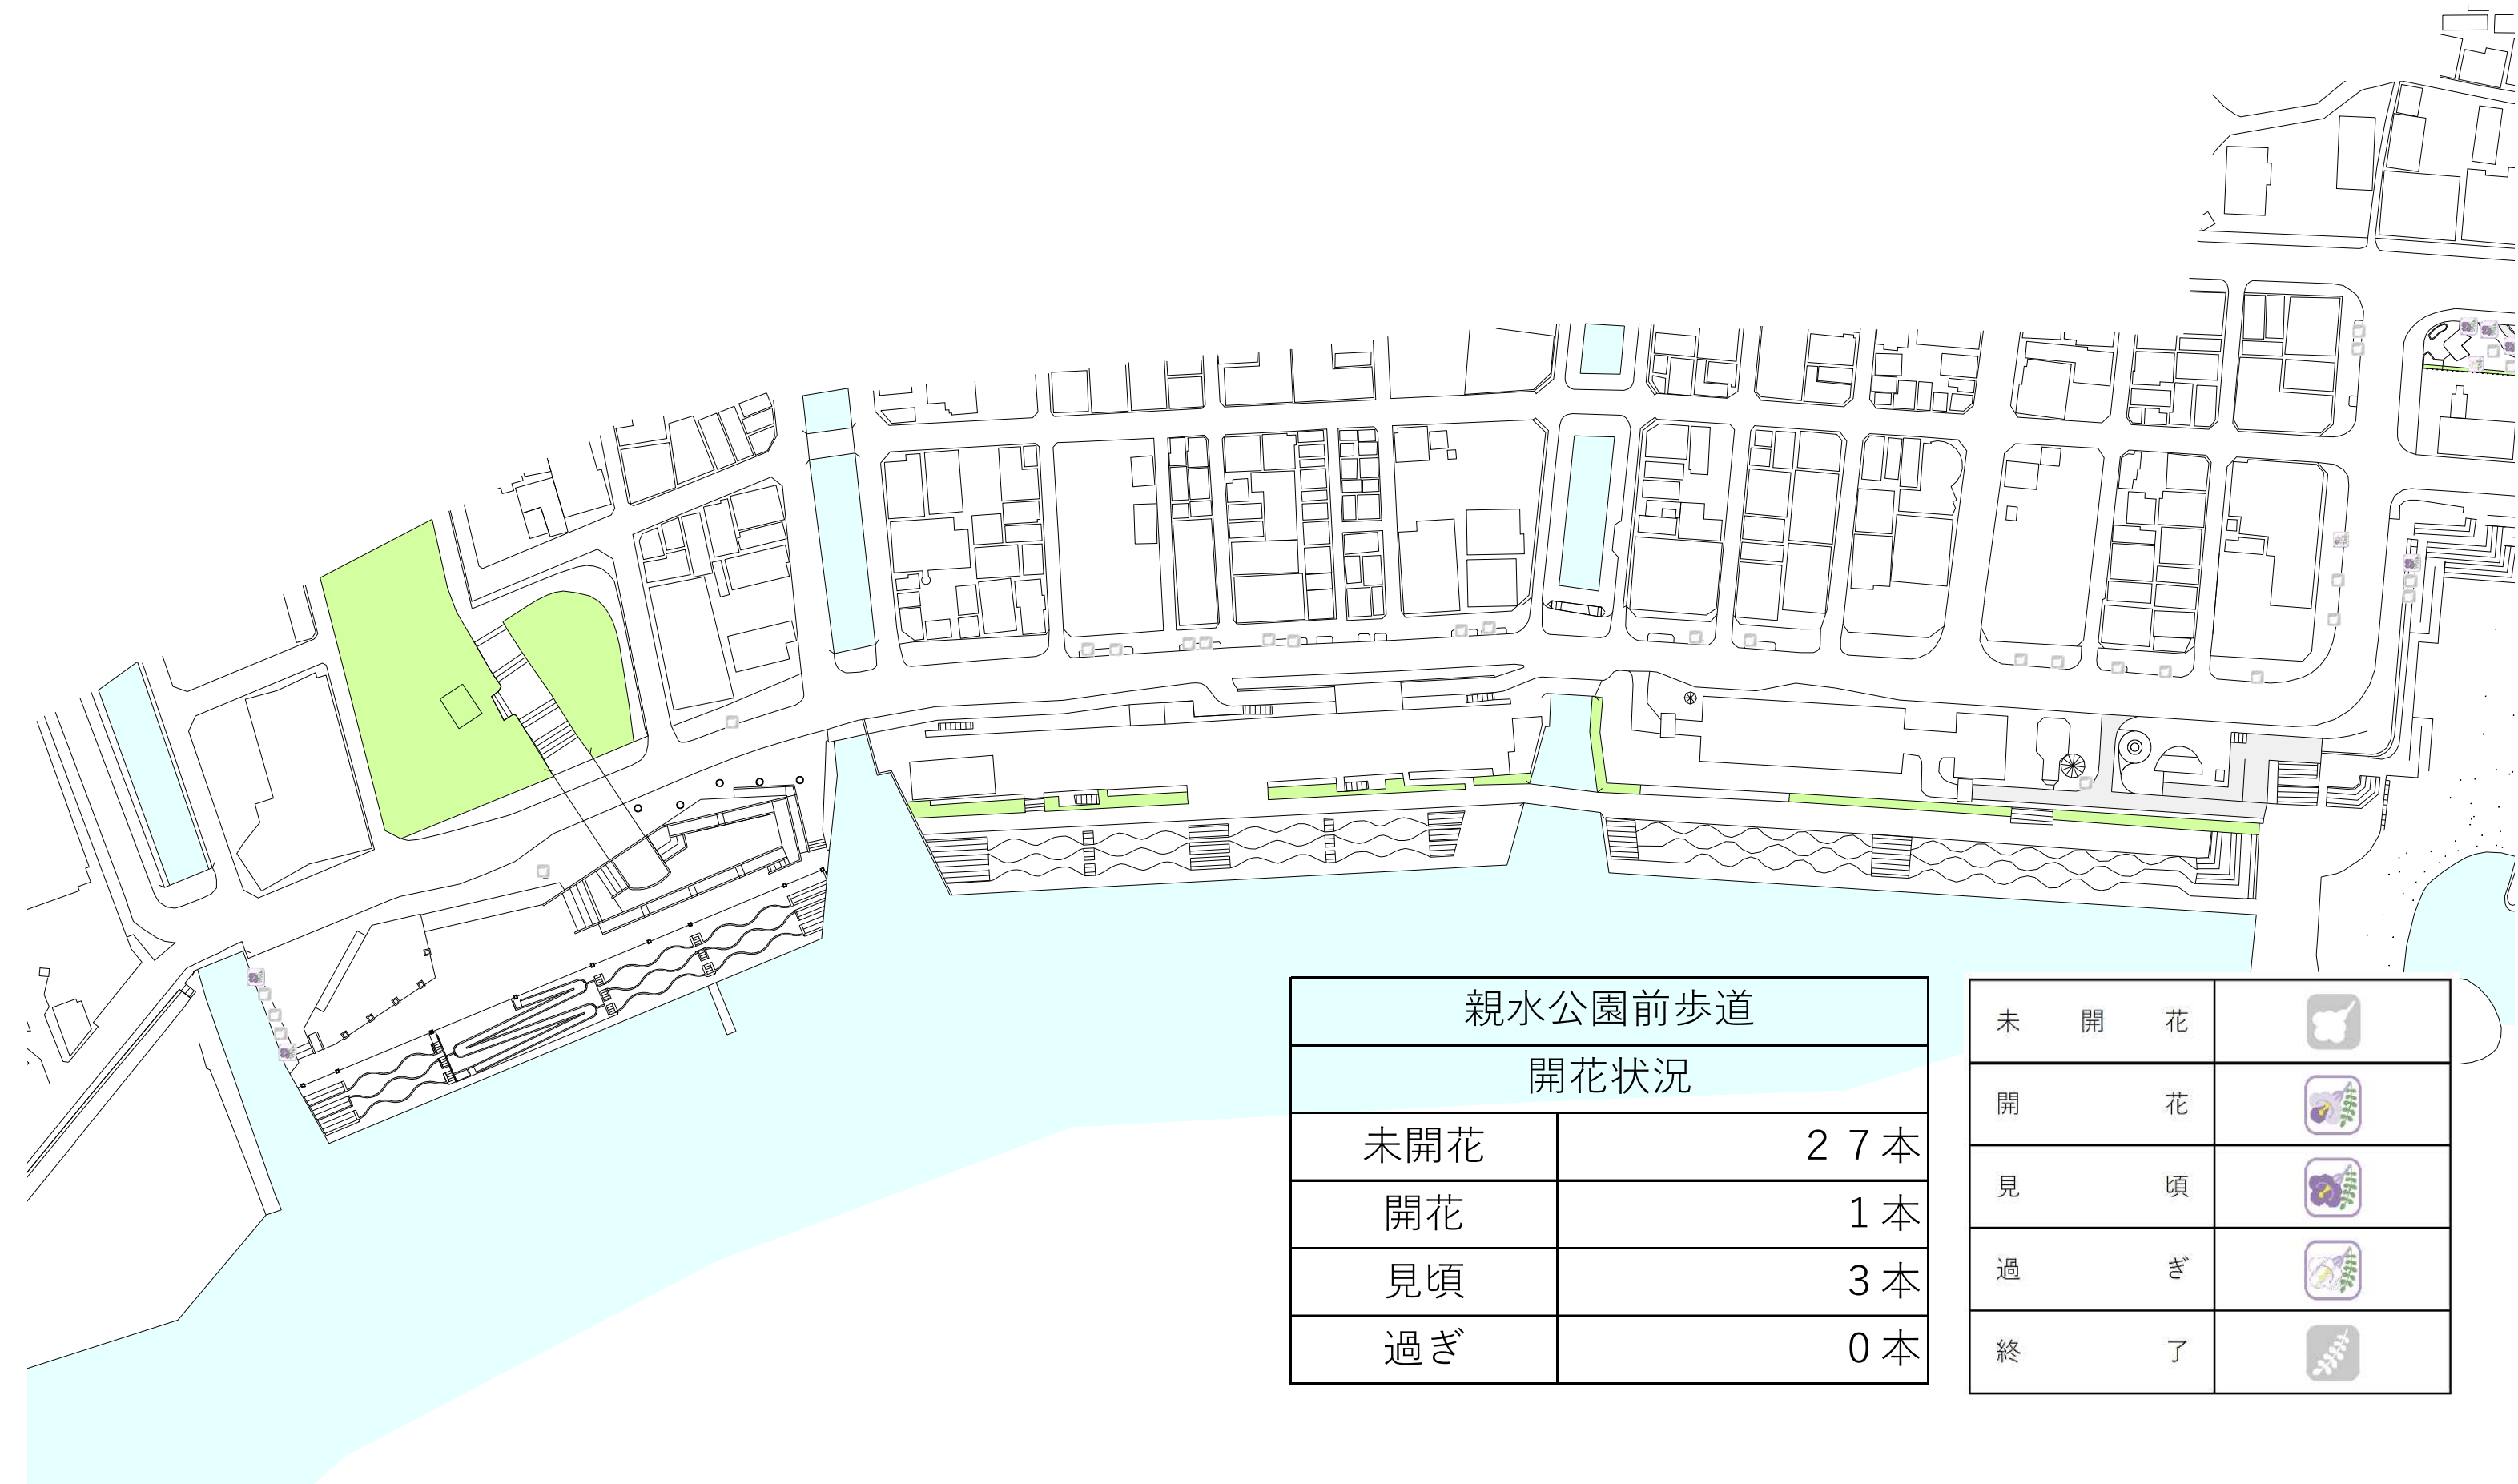 親水公園前歩道
開花状況
未開花 ２７本
開花 1本
見頃 3本
過ぎ 0本
未開花
開花
見頃
過ぎ
終了